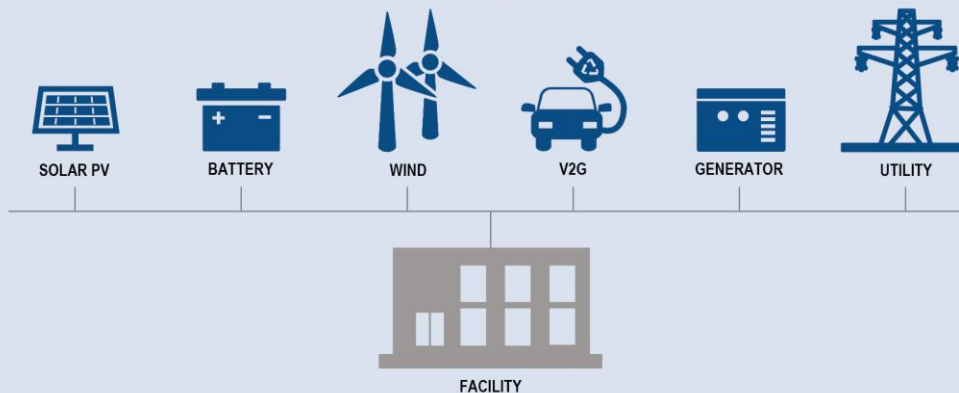 SOLAR PV
BATTERY
WIND
V2G
GENERATOR
UTILITY
FACILITY